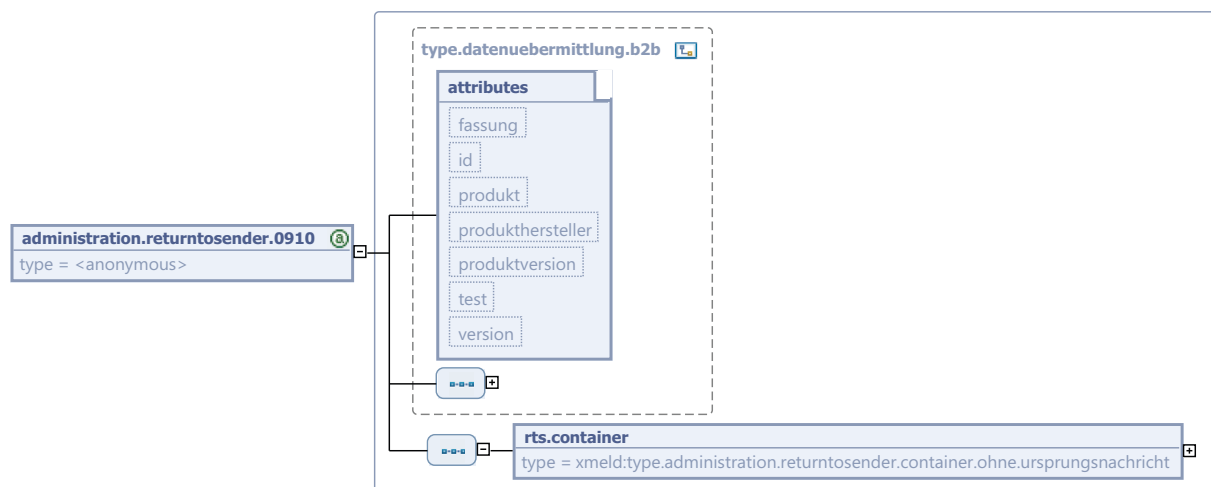 type.datenuebermittlung.b2b
attributes
fassung
id
produkt
produkthersteller
produktversion
test
version
administration.returntosender.0910
type = <anonymous>
rts.container
type = xmeld:type.administration.returntosender.container.ohne.ursprungsnachricht